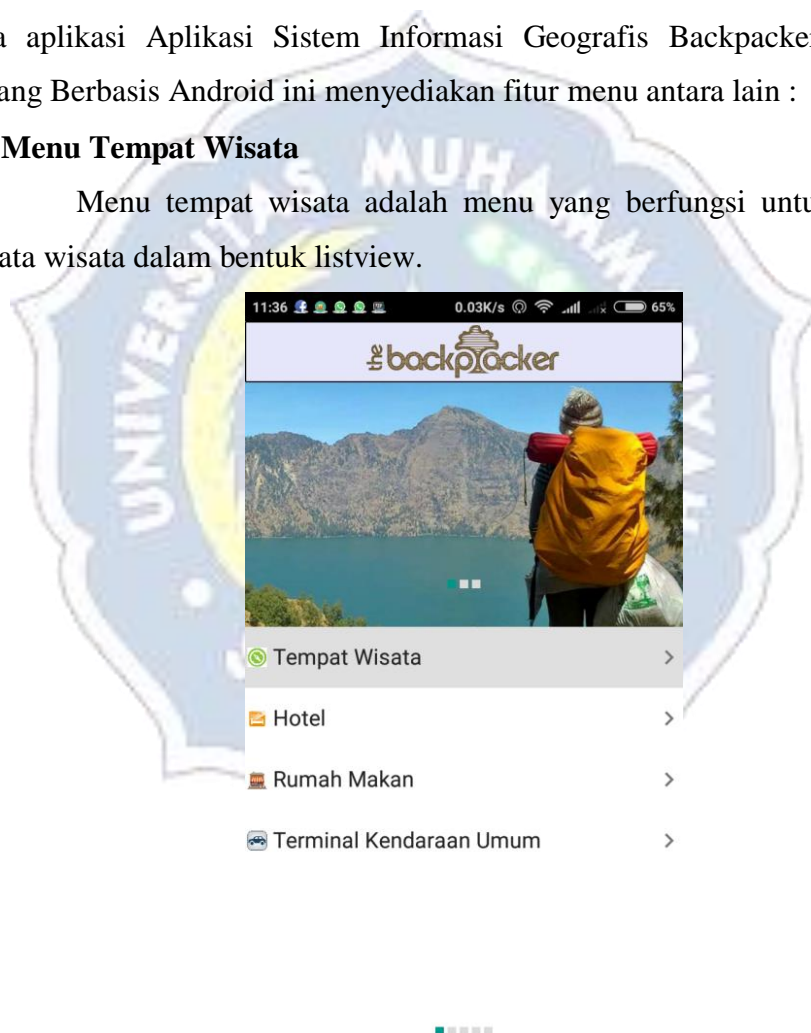 a aplikasi Aplikasi Sistem Informasi Geografis Backpacker
ang Berbasis Android ini menyediakan fitur menu antara lain :
Menu Tempat Wisata
Menu tempat wisata adalah menu yang berfungsi untu
ata wisata dalam bentuk listview.
11:36 0.03K/s 65%
the backpacker
Tempat Wisata
Hotel
Rumah Makan
Terminal Kendaraan Umum